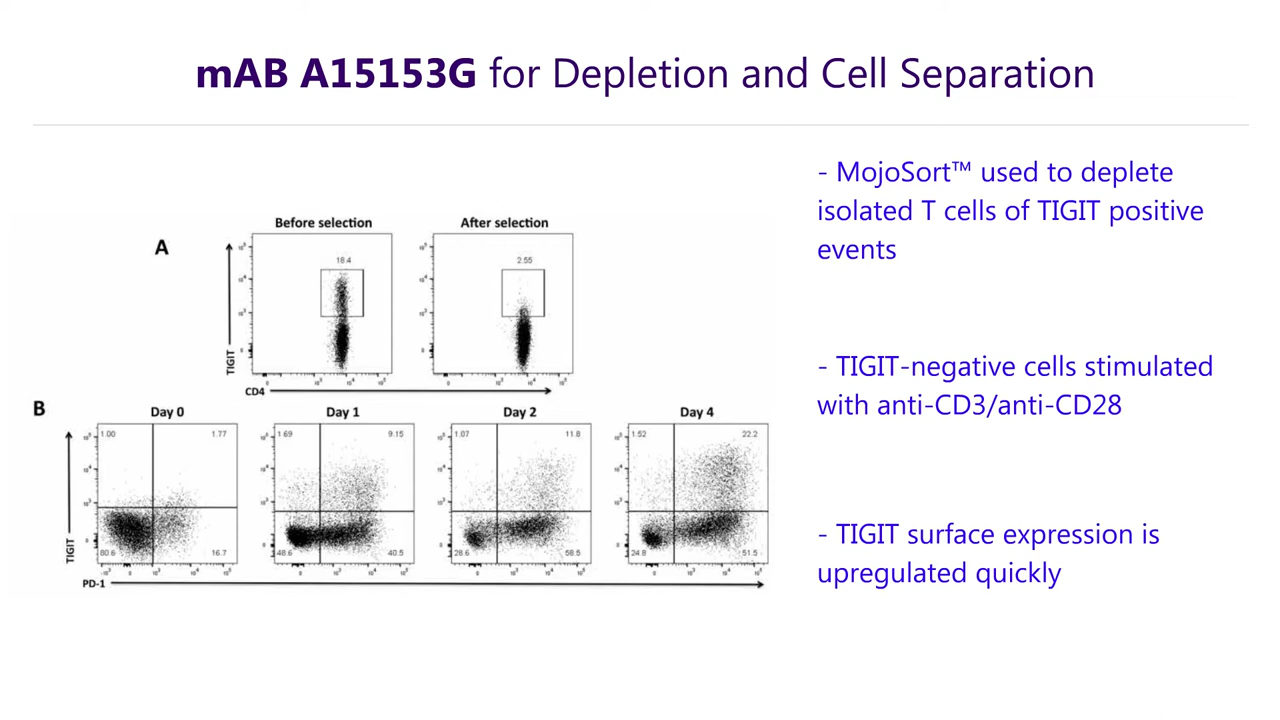 mAB A15153G for Depletion and Cell Separation
- MojoSort™ used to deplete
isolated T cells of TIGIT positive
events
- TIGIT-negative cells stimulated
with anti-CD3/anti-CD28
- TIGIT surface expression is
upregulated quickly
A
Before selection
After selection
18.4
2.55
TIGIT
CD4
B
Day 0
Day 1
Day 2
Day 4
1.00
1.77
1.69
9.15
1.07
11.8
1.52
22.2
80.6
16.7
48.6
40.5
28.6
58.5
24.8
51.5
TIGIT
PD-1